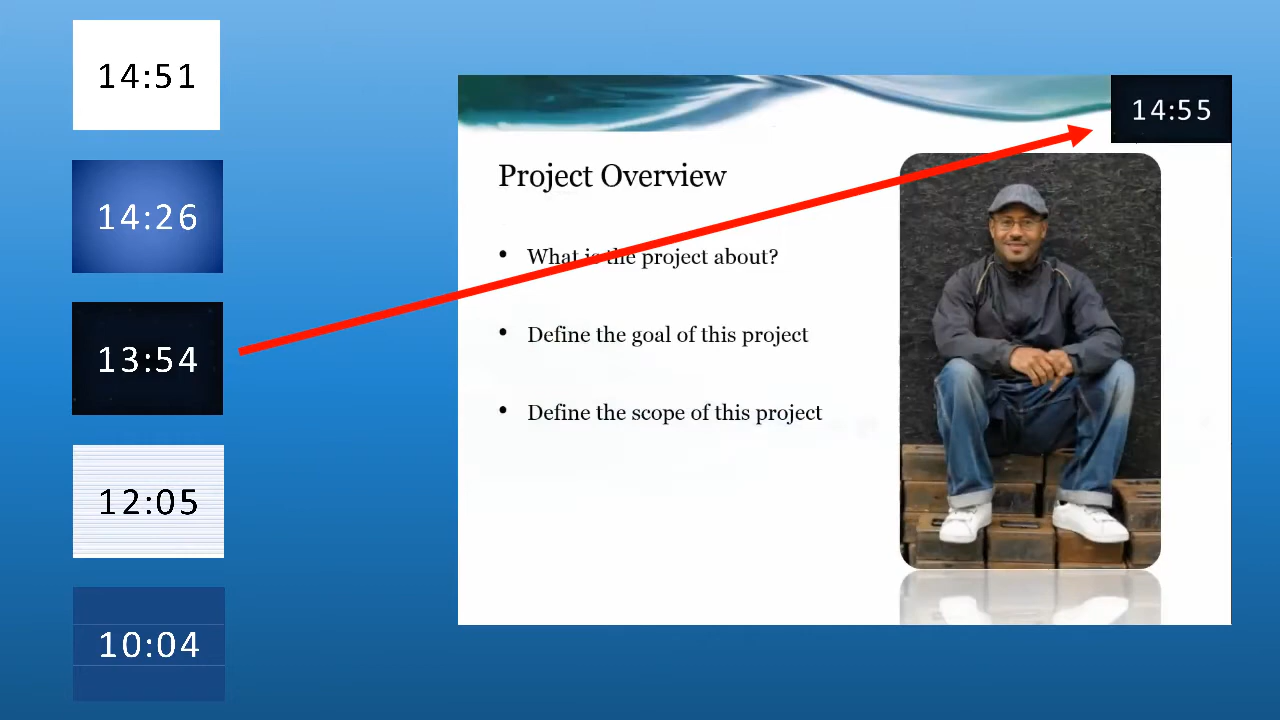 14:51
14:26
13:54
12:05
10:04
14:55
Project Overview
• What is the project about?
• Define the goal of this project
• Define the scope of this project